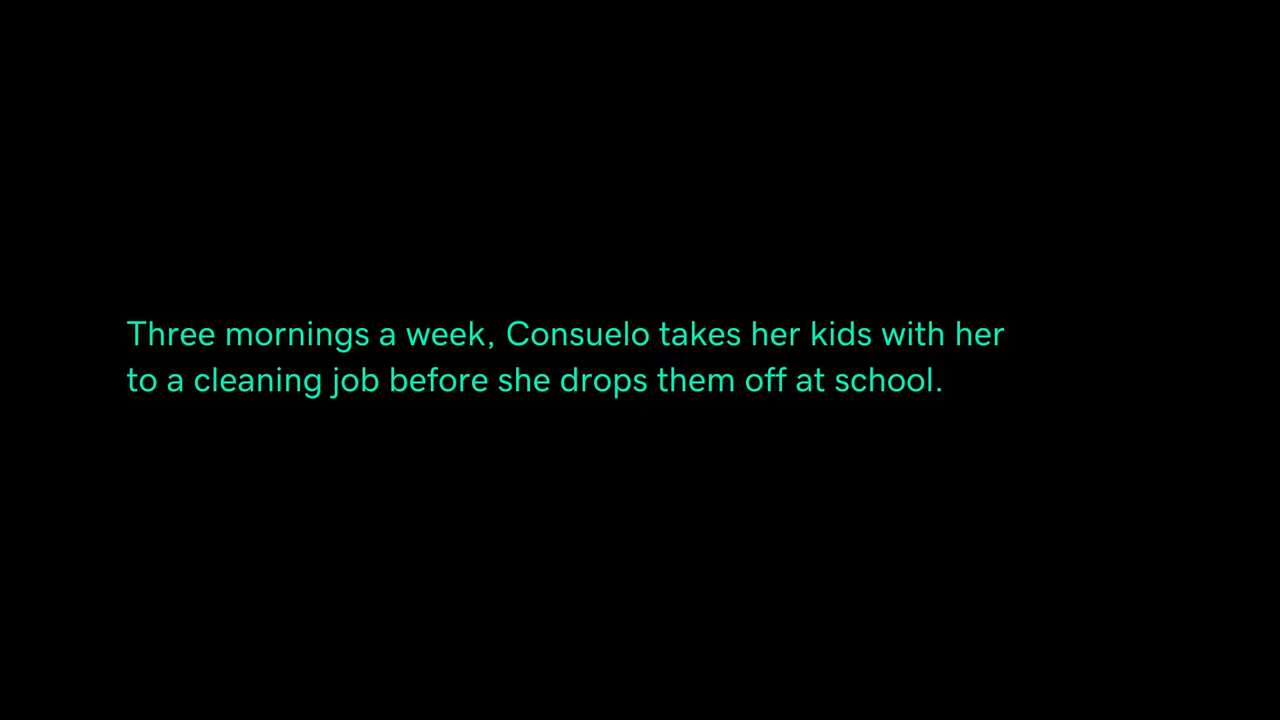 Three mornings a week, Consuelo takes her kids with her
to a cleaning job before she drops them off at school.